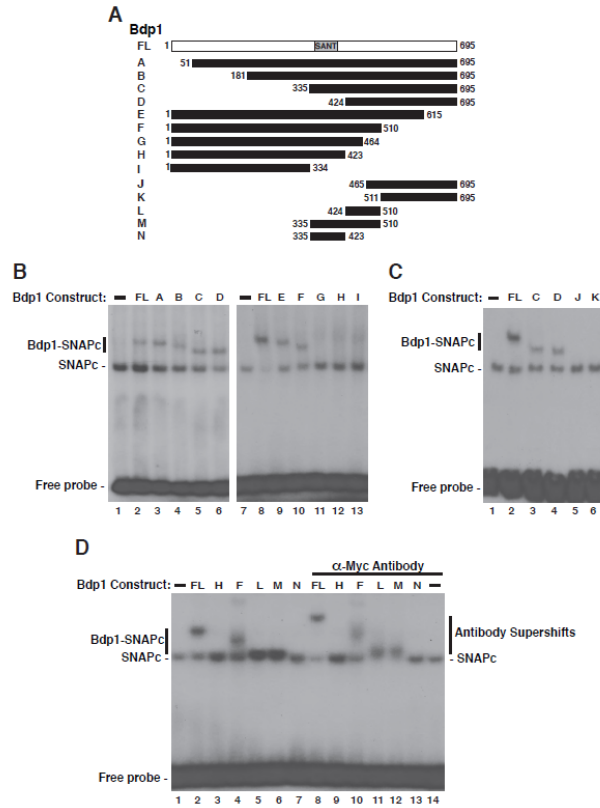 A
Bdp1
FL 1 SANT 695
A 51 695
B 181 695
C 335 695
D 424 695
E 1 615
F 1 510
G 1 464
H 1 423
I 1 334
J 465 695
K 511 695
L 424 510
M 335 510
N 335 423
B
Bdp1 Construct: – FL A B C D – FL E F G H I
Bdp1-SNAPc
SNAPc -
Free probe -
1 2 3 4 5 6 7 8 9 10 11 12 13
C
Bdp1 Construct: – FL C D J K
Bdp1-SNAPc
SNAPc -
Free probe -
1 2 3 4 5 6
D
α-Myc Antibody
Bdp1 Construct: – FL H F L M N FL H F L M N –
Bdp1-SNAPc
SNAPc -
Antibody Supershifts
- SNAPc
Free probe -
1 2 3 4 5 6 7 8 9 10 11 12 13 14